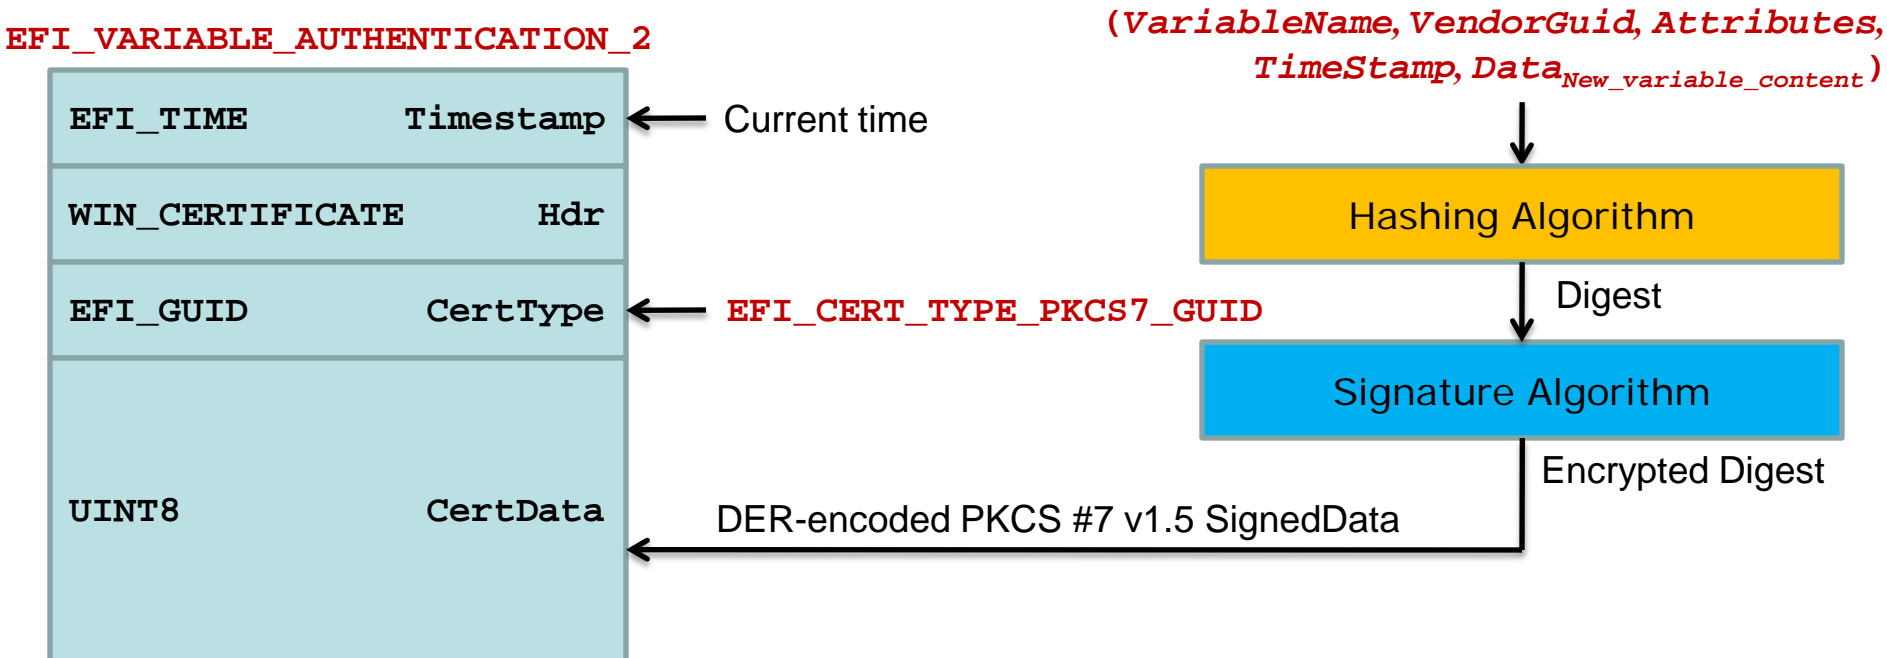 EFI_VARIABLE_AUTHENTICATION_2
(VariableName, VendorGuid, Attributes,
TimeStamp, DataNew_variable_content)
EFI_TIME Timestamp
Current time
WIN_CERTIFICATE Hdr
Hashing Algorithm
EFI_GUID CertType
EFI_CERT_TYPE_PKCS7_GUID
Digest
Signature Algorithm
Encrypted Digest
UINT8 CertData
DER-encoded PKCS #7 v1.5 SignedData